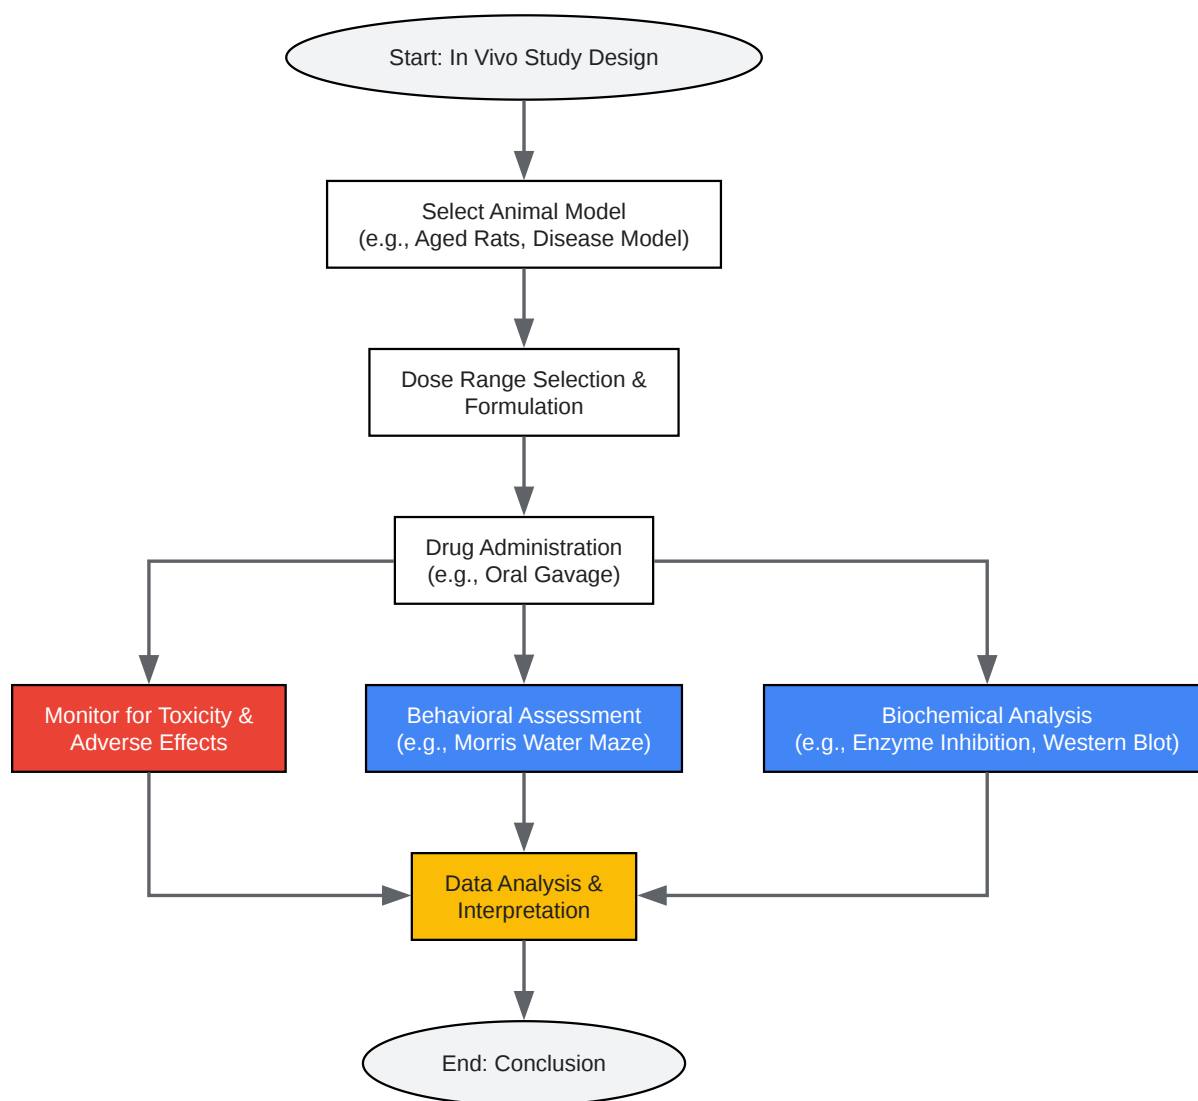 Start: In Vivo Study Design
Select Animal Model
(e.g., Aged Rats, Disease Model)
Dose Range Selection &
Formulation
Drug Administration
(e.g., Oral Gavage)
Monitor for Toxicity &
Adverse Effects
Behavioral Assessment
(e.g., Morris Water Maze)
Biochemical Analysis
(e.g., Enzyme Inhibition, Western Blot)
Data Analysis &
Interpretation
End: Conclusion